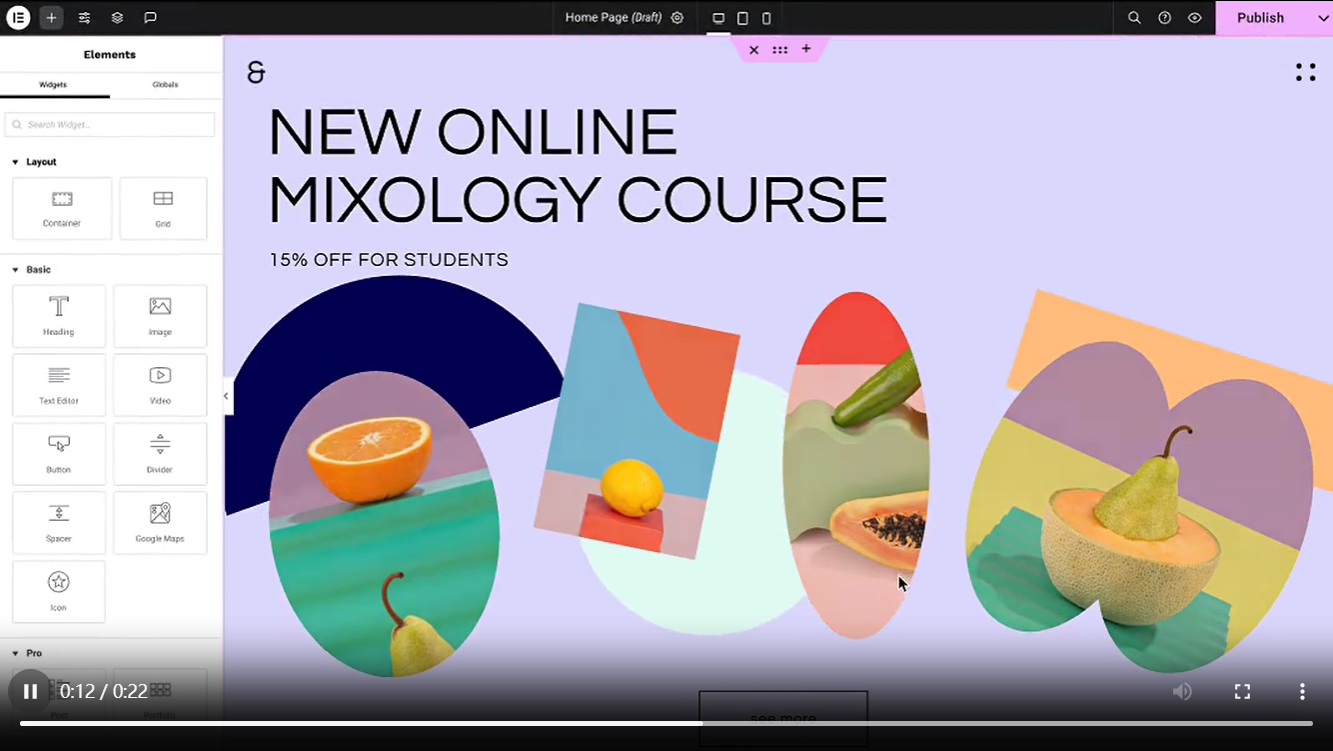 Home Page (Draft)
Publish
Elements
Widgets
Globals
Search Widget...
Layout
Container
Grid
Basic
Heading
Image
Text Editor
Video
Button
Divider
Spacer
Google Maps
Icon
Pro
Post
Portfolio
&
NEW ONLINE
MIXOLOGY COURSE
15% OFF FOR STUDENTS
see more
0:12 / 0:22